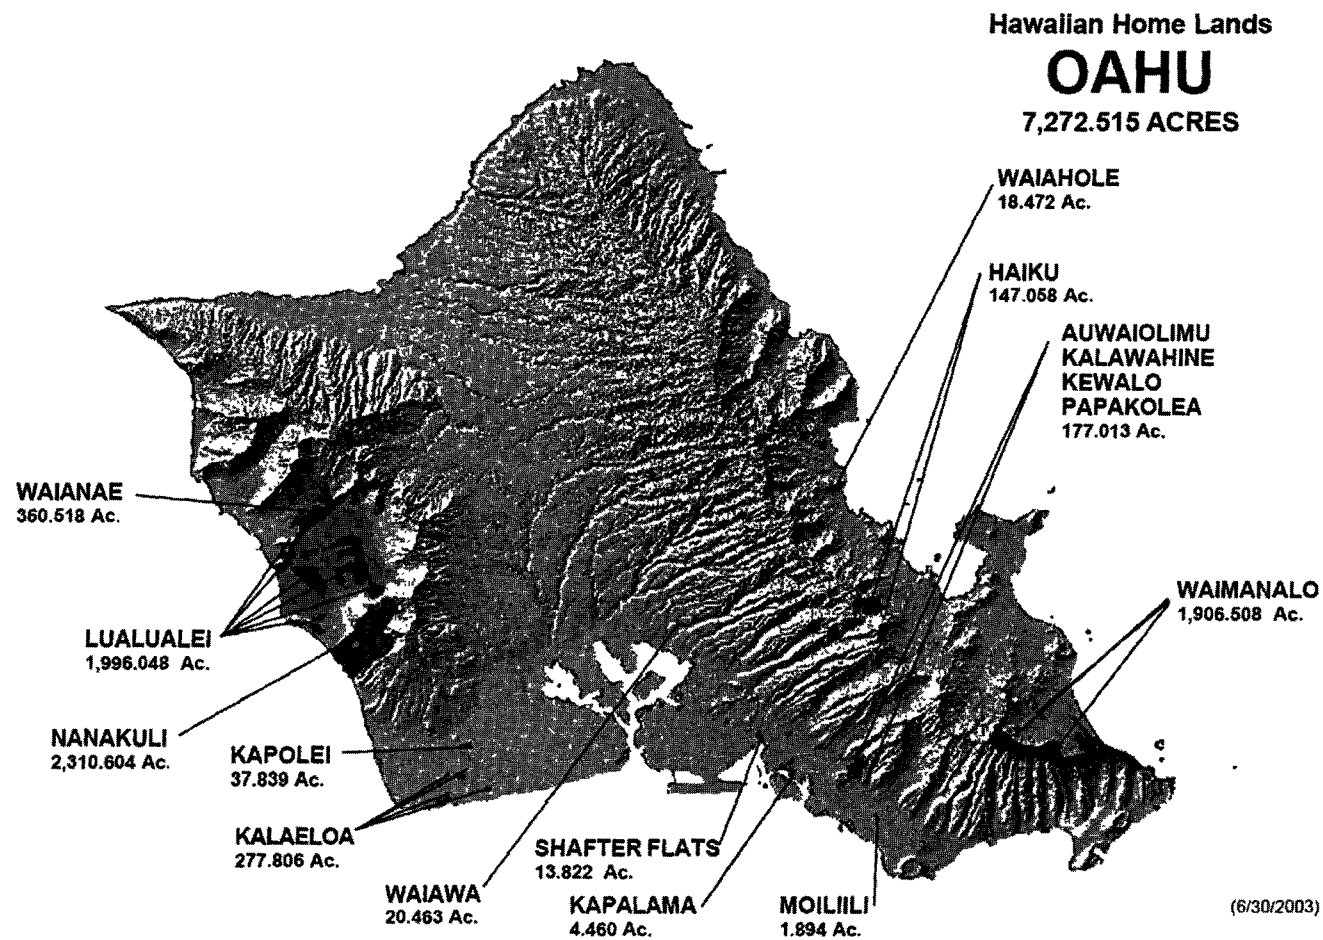 Hawaiian Home Lands
OAHU
7,272.515 ACRES
WAIAHOLE
18.472 Ac.
HAIKU
147.058 Ac.
AUWAIOLIMU
KALAWAHINE
KEWALO
PAPAKOLEA
177.013 Ac.
WAIANAE
360.518 Ac.
WAIMANALO
1,906.508 Ac.
LUALUALEI
1,996.048 Ac.
NANAKULI
2,310.604 Ac.
KAPOLEI
37.839 Ac.
KALAELOA
277.806 Ac.
SHAFTER FLATS
13.822 Ac.
WAIAWA
20.463 Ac.
KAPALAMA
4.460 Ac.
MOILIILI
1.894 Ac.
(6/30/2003)